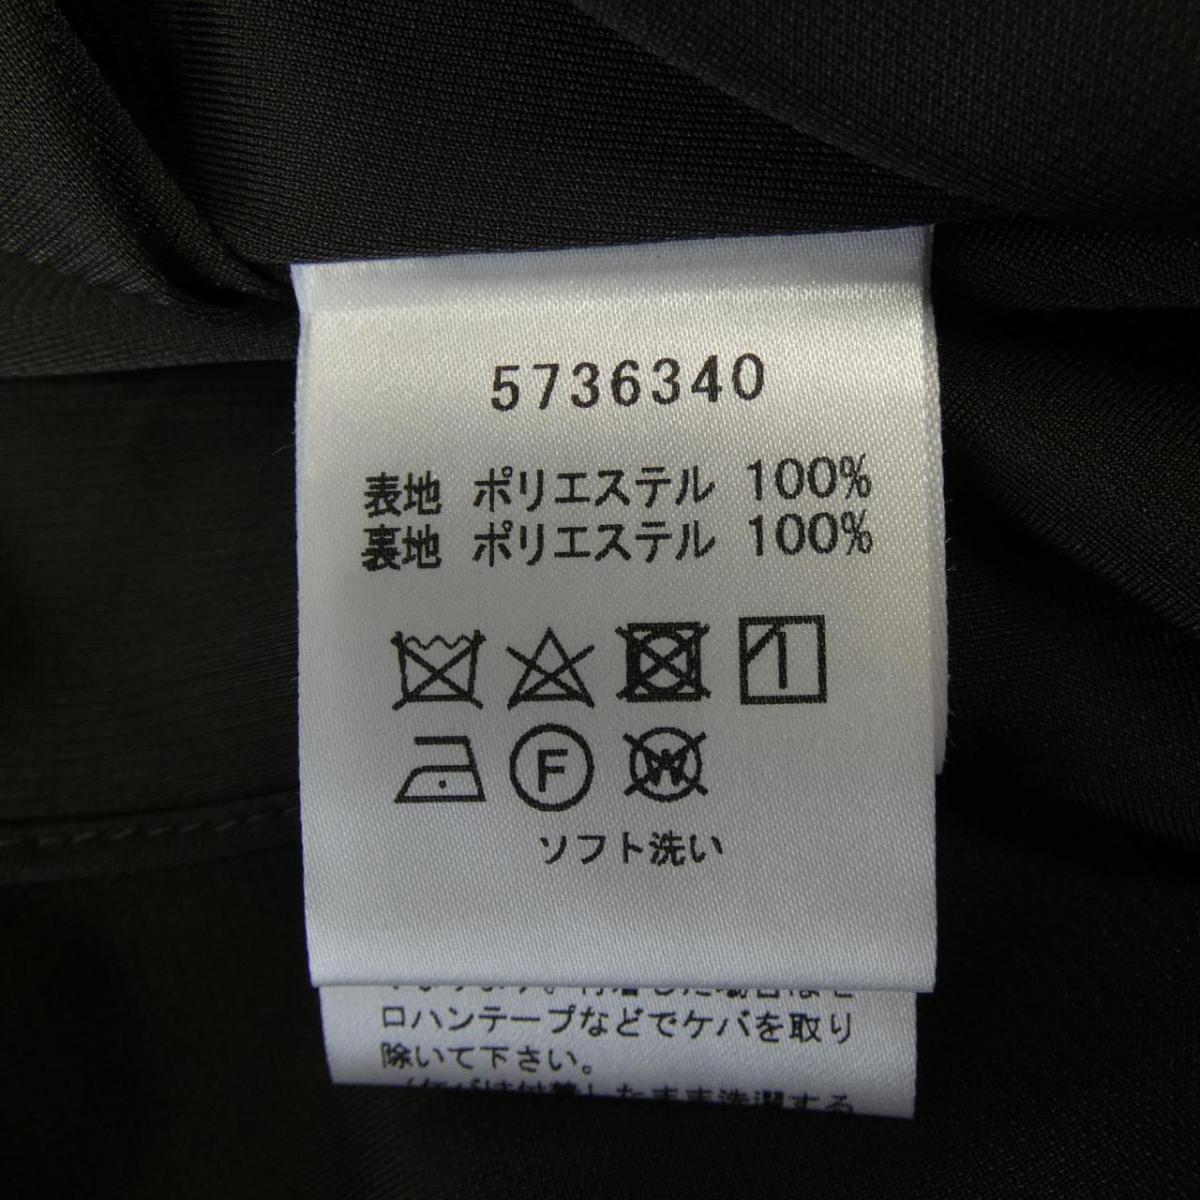 5736340
表地 ポリエステル 100%
裏地 ポリエステル 100%
F
W
ソフト洗い
ロハンテープなどでケバを取り
除いて下さい。